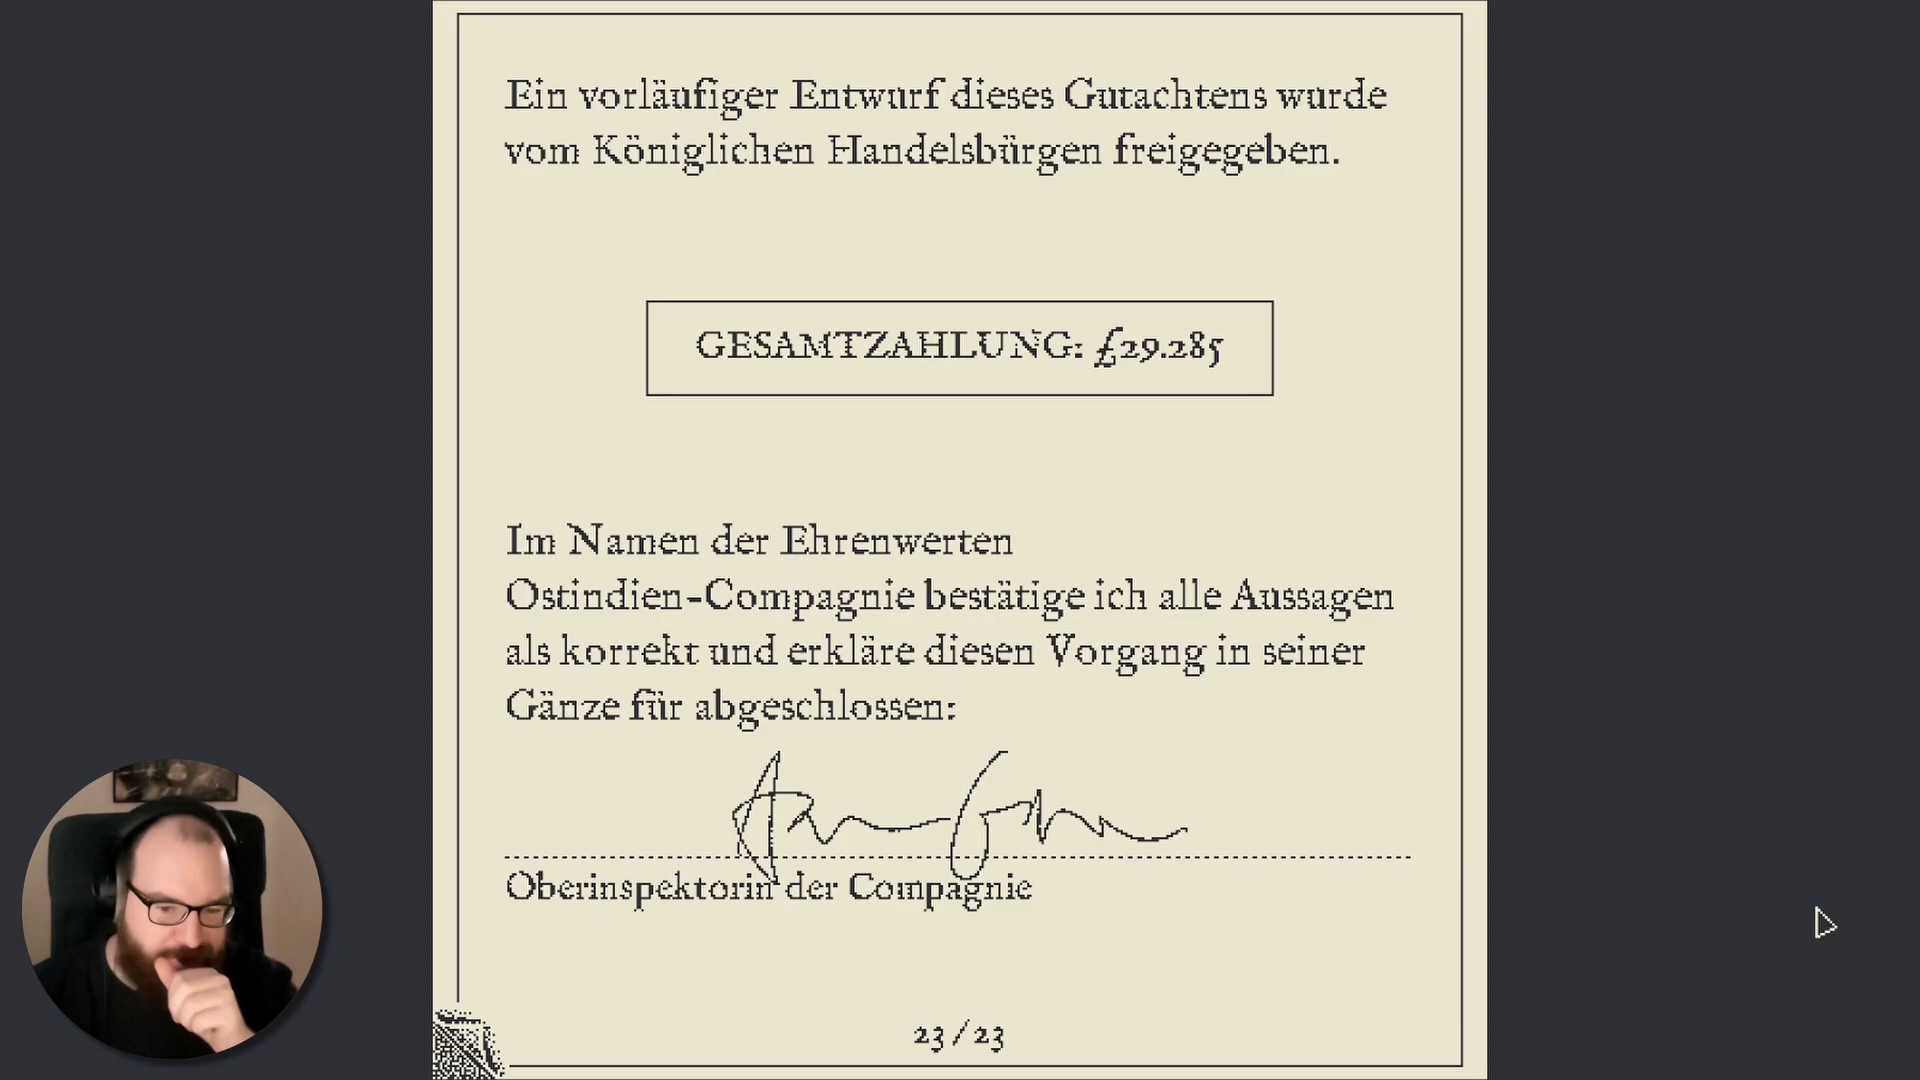 Ein vorläufiger Entwurf dieses Gutachtens wurde
vom Königlichen Handelsbürgen freigegeben.
GESAMTZAHLUNG: £29.285
Im Namen der Ehrenwerten
Ostindien-Compagnie bestätige ich alle Aussagen
als korrekt und erkläre diesen Vorgang in seiner
Gänze für abgeschlossen:
Oberinspektorin der Compagnie
23/23